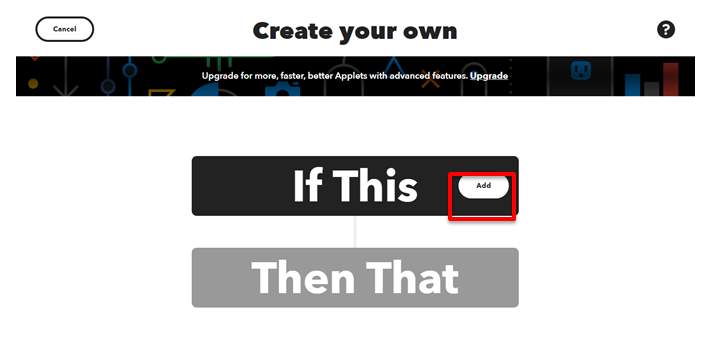 Cancel
Create your own
?
Upgrade for more, faster, better Applets with advanced features. Upgrade
If This
Add
Then That